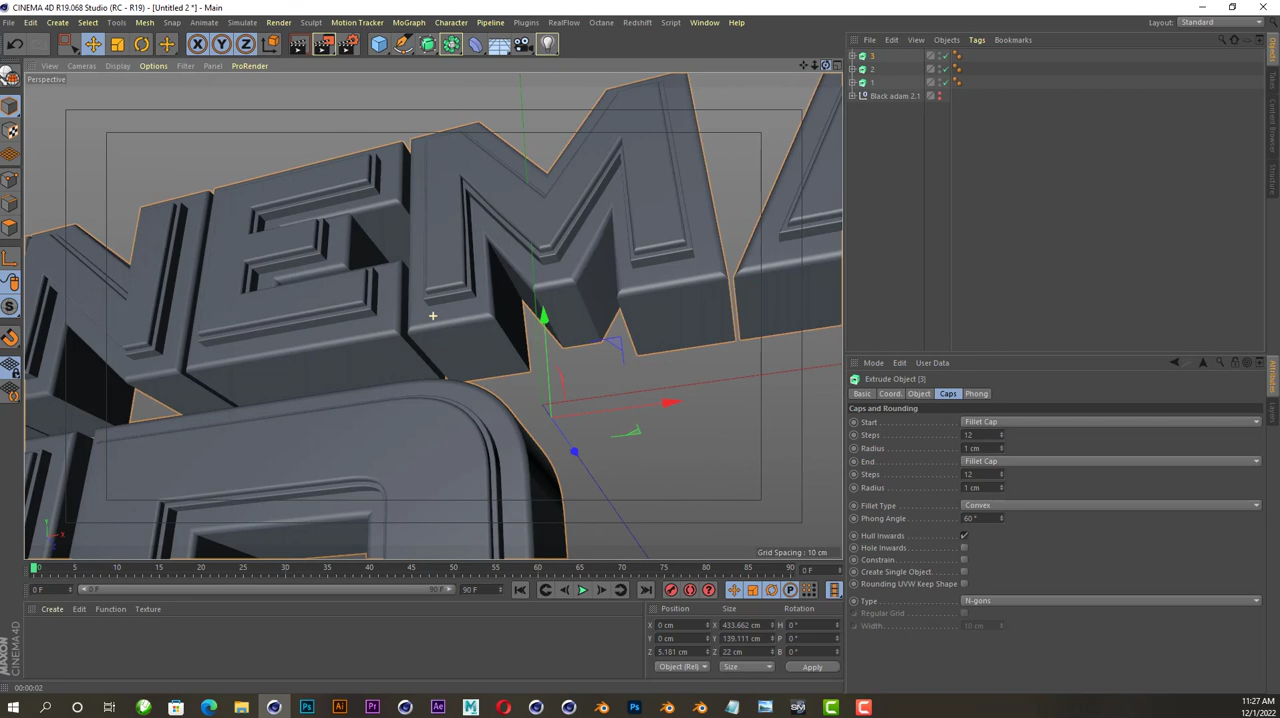 CINEMA 4D R19.068 Studio (RC - R19) - [Untitled 2 *] - Main
File Edit Create Select Tools Mesh Snap Animate Simulate Render Sculpt Motion Tracker MoGraph Character Pipeline Plugins RealFlow Octane Redshift Script Window Help
Layout: Standard
X Y Z
View Cameras Display Options Filter Panel ProRender
Perspective
Grid Spacing : 10 cm
File Edit View Objects Tags Bookmarks
3
2
1
Black adam 2.1
Objects
Takes
Content Browser
Structure
Mode Edit User Data
Extrude Object [3]
Basic Coord. Object Caps Phong
Caps and Rounding
Start Fillet Cap
Steps 12
Radius 1 cm
End Fillet Cap
Steps 12
Radius 1 cm
Fillet Type Convex
Phong Angle 60 °
Hull Inwards
Hole Inwards
Constrain
Create Single Object
Rounding UVW Keep Shape
Type N-gons
Regular Grid
Width 10 cm
Attributes
Layers
0 5 10 15 20 25 30 35 40 45 50 55 60 65 70 75 80 85 90 0 F
0 F 0 F 90 F 90 F
Create Edit Function Texture
Position Size Rotation
X 0 cm X 433.662 cm H 0 °
Y 0 cm Y 139.111 cm P 0 °
Z 5.181 cm Z 22 cm B 0 °
Object (Rel) Size Apply
MAXON CINEMA 4D
00:00:02
11:27 AM
12/1/2022